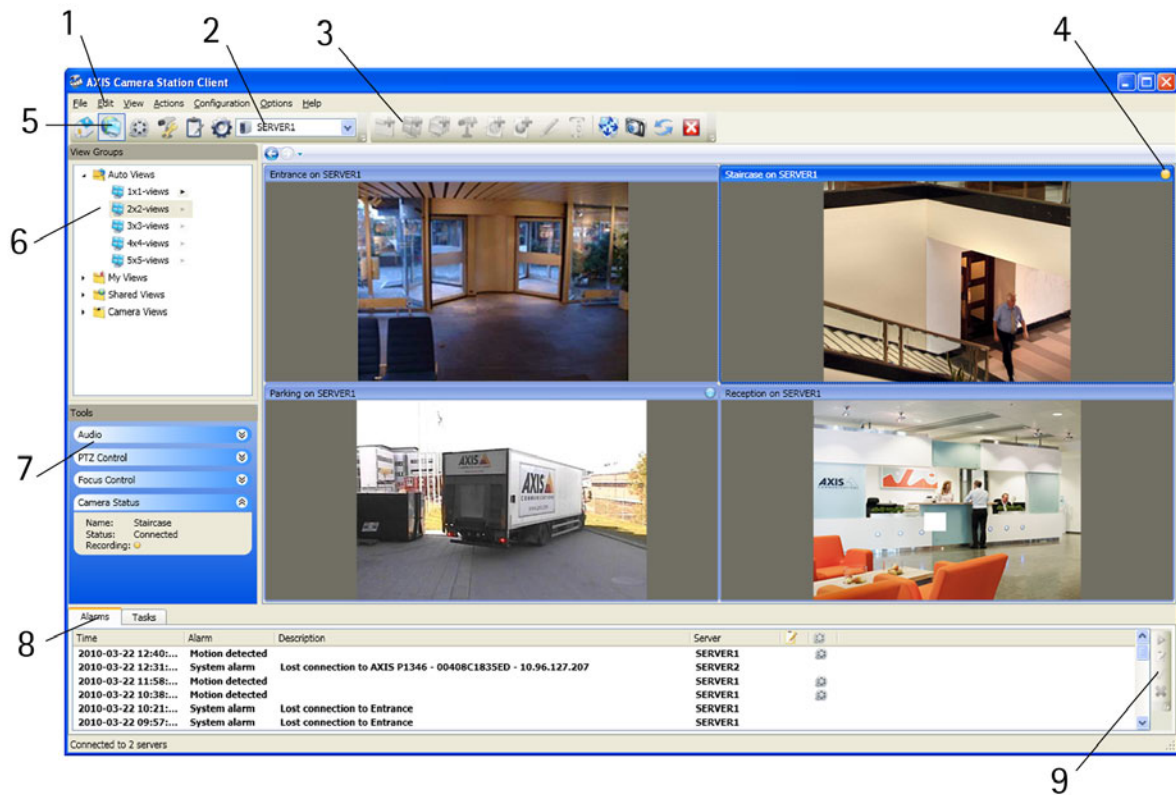 1
2
3
4
AXIS Camera Station Client
File Edit View Actions Configuration Options Help
5
SERVER1
View Groups
Auto Views
1x1-views
2x2-views
6
3x3-views
4x4-views
5x5-views
My Views
Shared Views
Camera Views
Entrance on SERVER1
Staircase on SERVER1
Parking on SERVER1
AXIS
AXIS
COMMUNICATIONS
Reception on SERVER1
AXIS
Tools
Audio
7
PTZ Control
Focus Control
Camera Status
Name: Staircase
Status: Connected
Recording:
Alarms Tasks
8
Time Alarm Description Server
2010-03-22 12:40:... Motion detected SERVER1
2010-03-22 12:31:... System alarm Lost connection to AXIS P1346 - 00408C1835ED - 10.96.127.207 SERVER2
2010-03-22 11:58:... Motion detected SERVER1
2010-03-22 10:38:... Motion detected SERVER1
2010-03-22 10:21:... System alarm Lost connection to Entrance SERVER1
2010-03-22 09:57:... System alarm Lost connection to Entrance SERVER1
Connected to 2 servers
9